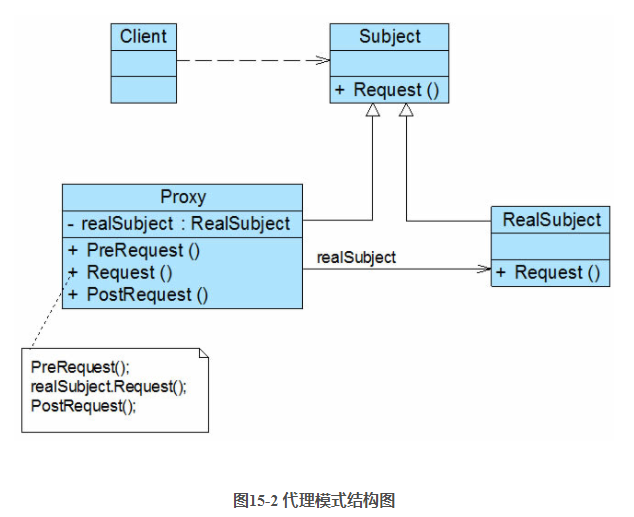 Client
Subject
+ Request ()
Proxy
- realSubject : RealSubject
+ PreRequest ()
+ Request ()
+ PostRequest ()
realSubject
RealSubject
+ Request ()
PreRequest();
realSubject.Request();
PostRequest();
图15-2 代理模式结构图